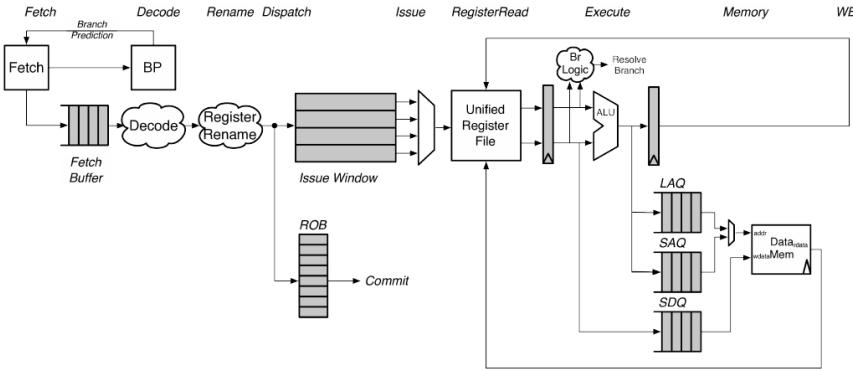 Fetch Decode Rename Dispatch Issue RegisterRead Execute Memory WB
Branch
Prediction
Fetch
BP
Br
Logic
Resolve
Branch
Decode
Register
Rename
Unified
Register
File
ALU
Fetch
Buffer
Issue Window
LAQ
ROB
SAQ
addr
Data
rdata
wdata
Mem
Commit
SDQ